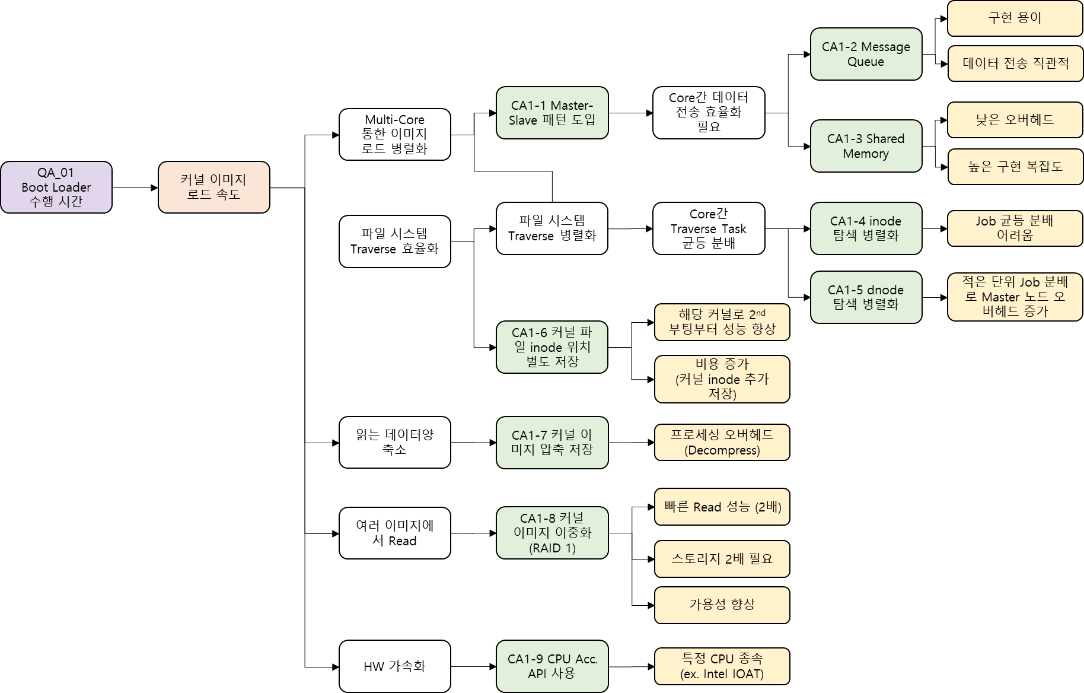 QA_01
Boot Loader
수행 시간
커널 이미지
로드 속도
Multi-Core
통한 이미지
로드 병렬화
CA1-1 Master-
Slave 패턴 도입
Core간 데이터
전송 효율화
필요
CA1-2 Message
Queue
구현 용이
데이터 전송 직관적
CA1-3 Shared
Memory
낮은 오버헤드
높은 구현 복잡도
파일 시스템
Traverse 효율화
파일 시스템
Traverse 병렬화
Core간
Traverse Task
균등 분배
CA1-4 inode
탐색 병렬화
Job 균등 분배
어려움
CA1-5 dnode
탐색 병렬화
적은 단위 Job 분배
로 Master 노드 오
버헤드 증가
CA1-6 커널 파
일 inode 위치
별도 저장
해당 커널로 2nd
부팅부터 성능 향상
비용 증가
(커널 inode 추가
저장)
읽는 데이터양
축소
CA1-7 커널 이
미지 압축 저장
프로세싱 오버헤드
(Decompress)
여러 이미지에
서 Read
CA1-8 커널
이미지 이중화
(RAID 1)
빠른 Read 성능 (2배)
스토리지 2배 필요
가용성 향상
HW 가속화
CA1-9 CPU Acc.
API 사용
특정 CPU 종속
(ex. Intel IOAT)